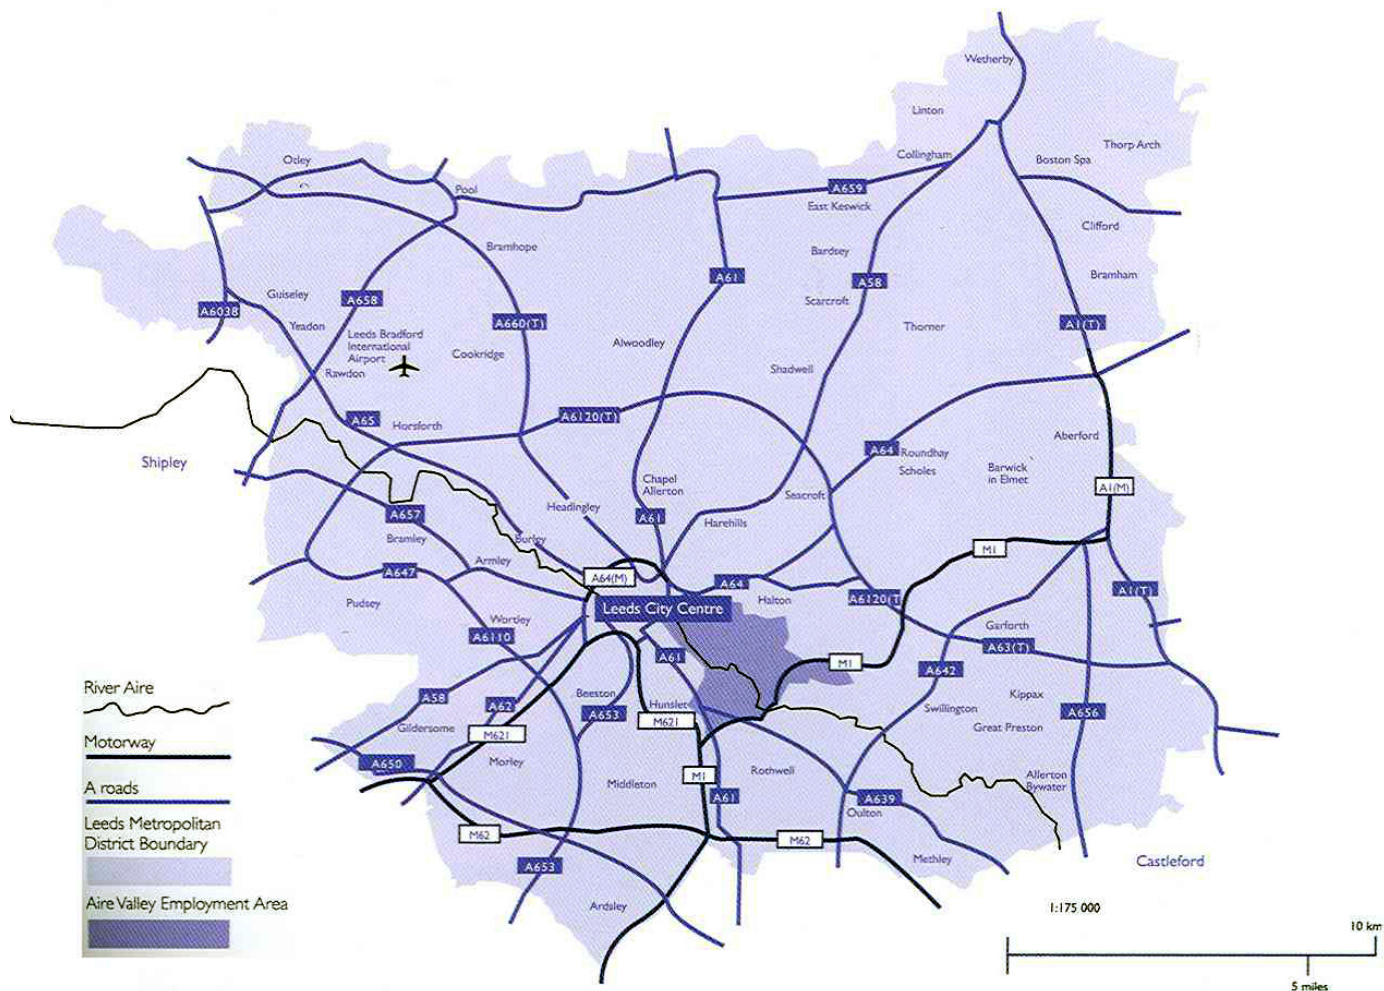 Wetherby
Linton
Thorp Arch
Collingham
Boston Spa
Otley
Pool
A659
East Keswick
Clifford
Bramhope
Bardsey
A61
A58
Bramham
Guiseley
A658
Scarcroft
A6038
Yeadon
A660(T)
Thorner
A1(T)
Leeds Bradford
International
Airport
Cookridge
Alwoodley
Shadwell
Rawdon
A65
Horsforth
A6120(T)
Aberford
A64
Roundhay
Scholes
Shipley
Barwick
in Elmet
Chapel
Allerton
Seacroft
A1(M)
Headingley
A657
A61
Harehills
Bramley
Burley
M1
Armley
A647
A64(M)
A64
A1(T)
Halton
A6120(T
Pudsey
Leeds City Centre
Wortley
Garforth
A6110
A63(T)
A61
M1
A642
River Aire
A58
Beeston
Kippax
A62
A653
Hunslet
Swillington
A656
Gildersome
M621
M621
Great Preston
Motorway
A650
Morley
M1
Rothwell
Allerton
Bywater
Middleton
A roads
A61
A639
Oulton
Leeds Metropolitan
District Boundary
M62
M62
Methley
Castleford
A653
Aire Valley Employment Area
Ardsley
1:175 000
10 km
5 miles